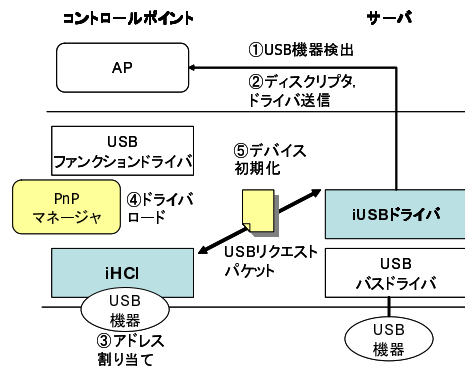 コントロールポイント
サーバ
①USB機器検出
AP
②ディスクリプタ,
ドライバ送信
USB
ファンクションドライバ
⑤デバイス
初期化
PnP
マネージャ
④ドライバ
ロード
iUSBドライバ
USBリクエスト
パケット
iHCI
USB
バスドライバ
USB
機器
③アドレス
割り当て
USB
機器